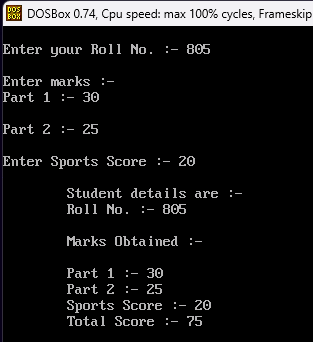 DOS
BOX
DOSBox 0.74, Cpu speed: max 100% cycles, Frameskip
Enter your Roll No. :- 805
Enter marks :-
Part 1 :- 30
Part 2 :- 25
Enter Sports Score :- 20
Student details are :-
Roll No. :- 805
Marks Obtained :-
Part 1 :- 30
Part 2 :- 25
Sports Score :- 20
Total Score :- 75